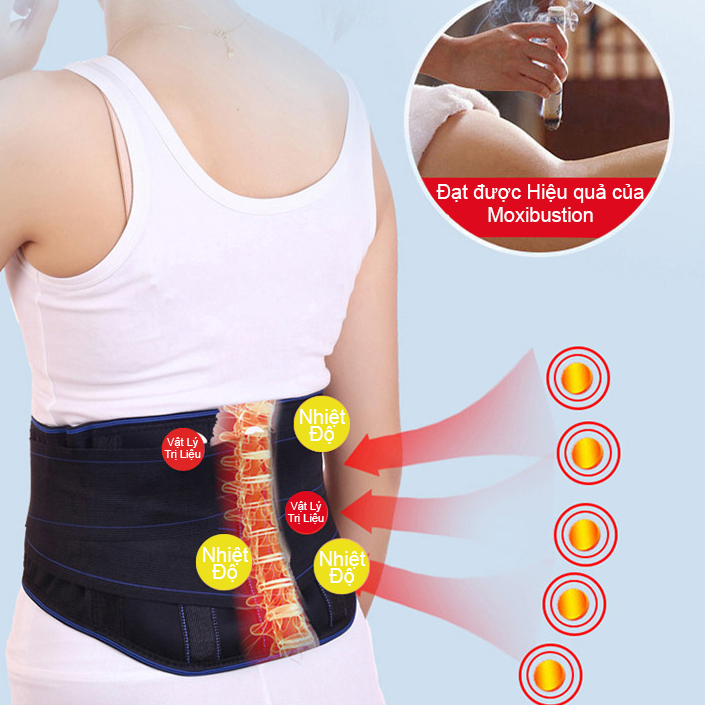 Đạt được Hiệu quả của
Moxibustion
Nhiệt
Độ
Vật Lý
Trị Liệu
Vật Lý
Trị Liệu
Nhiệt
Độ
Nhiệt
Độ